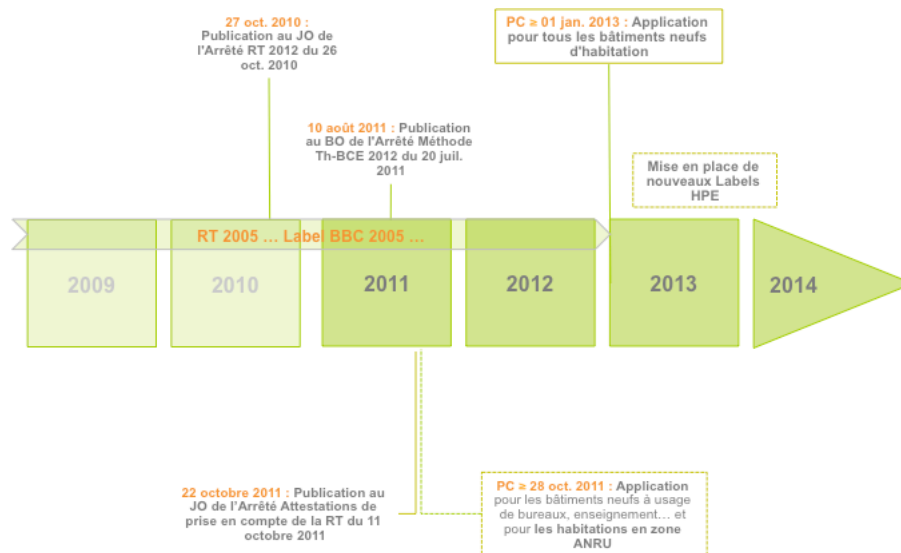 27 oct. 2010 :
Publication au JO de
l'Arrêté RT 2012 du 26
oct. 2010
PC ≥ 01 jan. 2013 : Application
pour tous les bâtiments neufs
d'habitation
10 août 2011 : Publication
au BO de l'Arrêté Méthode
Th-BCE 2012 du 20 juil.
2011
Mise en place de
nouveaux Labels
HPE
RT 2005 ... Label BBC 2005 ...
2009
2010
2011
2012
2013
2014
22 octobre 2011 : Publication au
JO de l'Arrêté Attestations de
prise en compte de la RT du 11
octobre 2011
PC ≥ 28 oct. 2011 : Application
pour les bâtiments neufs à usage
de bureaux, enseignement... et
pour les habitations en zone
ANRU